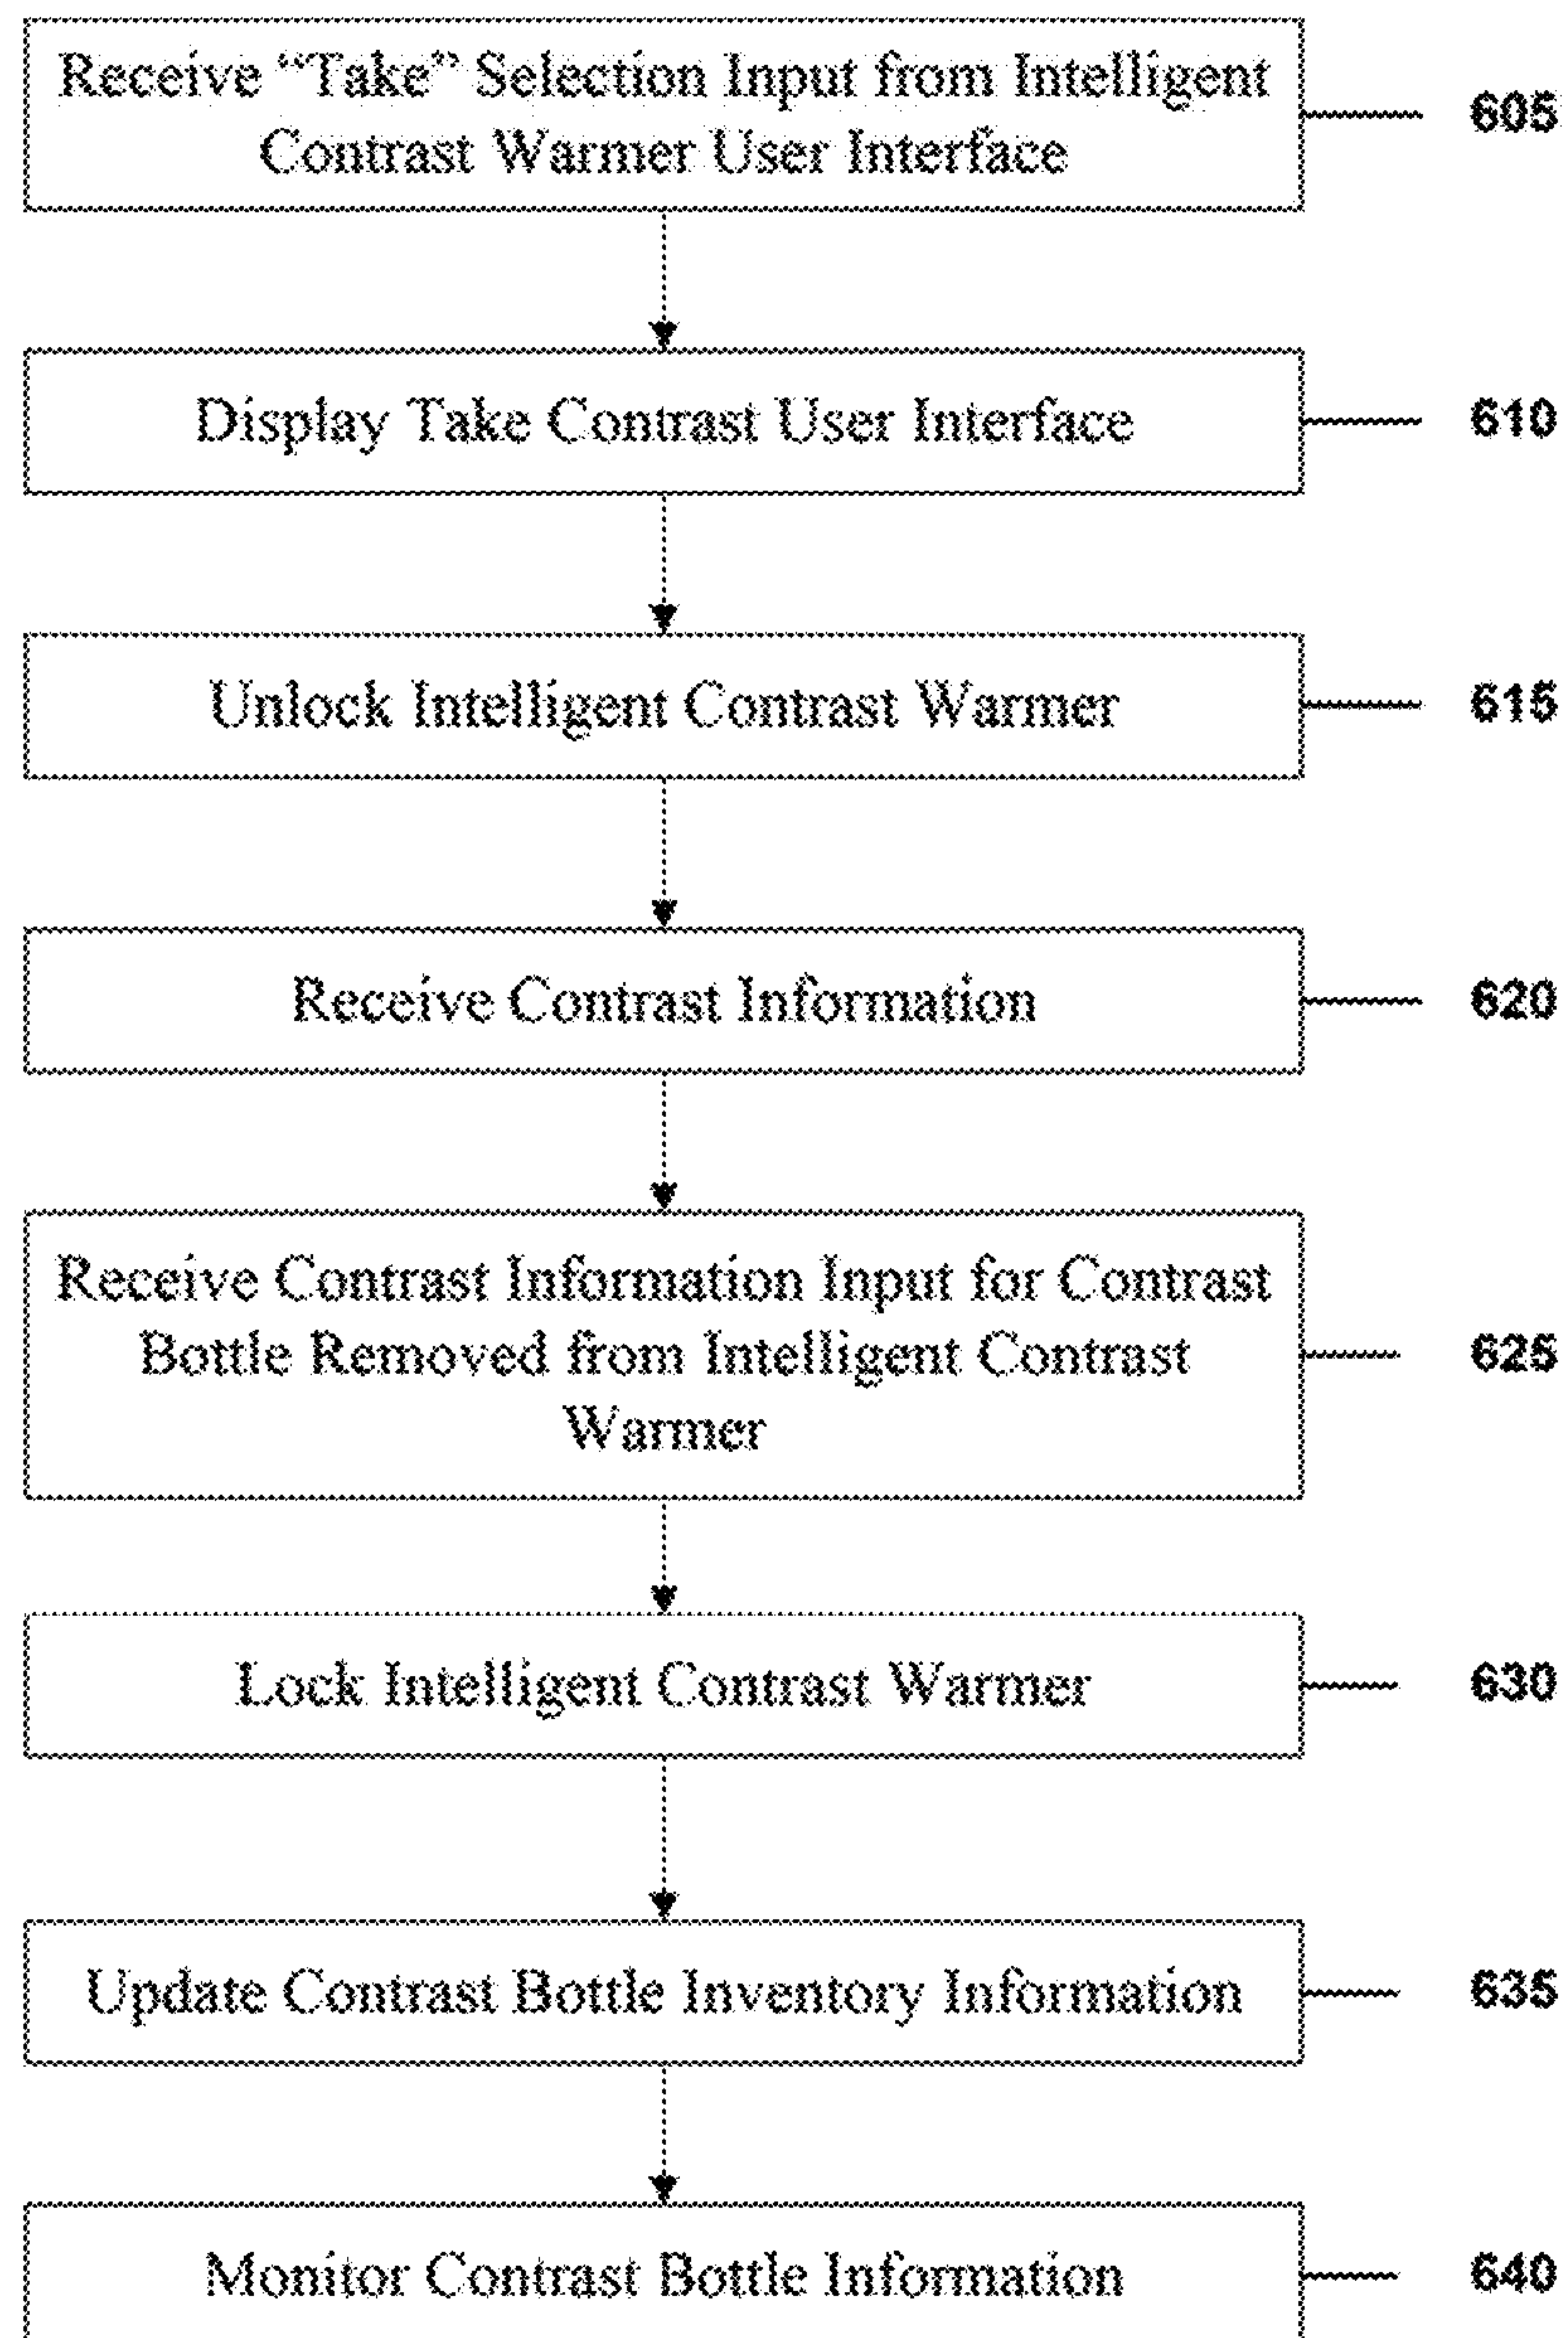 Receive “Take” Selection Input from Intelligent
Contrast Warmer User Interface
605
Display Take Contrast User Interface
610
Unlock Intelligent Contrast Warmer
615
Receive Contrast Information
620
Receive Contrast Information Input for Contrast
Bottle Removed from Intelligent Contrast
Warmer
625
Lock Intelligent Contrast Warmer
630
Update Contrast Bottle Inventory Information
635
Monitor Contrast Bottle Information
640